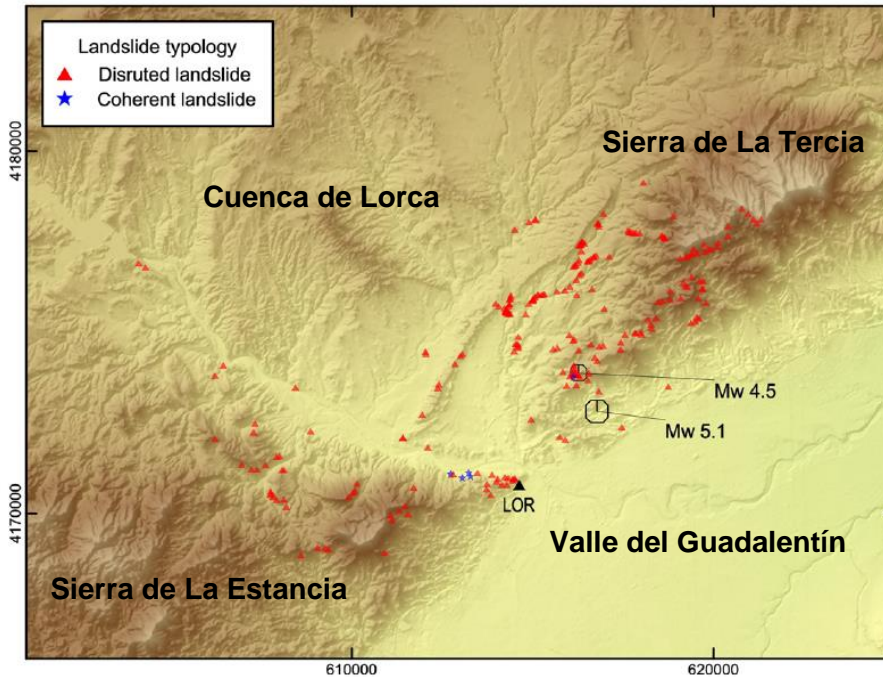 Landslide typology
Disruted landslide
Coherent landslide
Sierra de La Tercia
4180000
Cuenca de Lorca
Mw 4.5
Mw 5.1
LOR
4170000
Valle del Guadalentín
Sierra de La Estancia
610000
620000